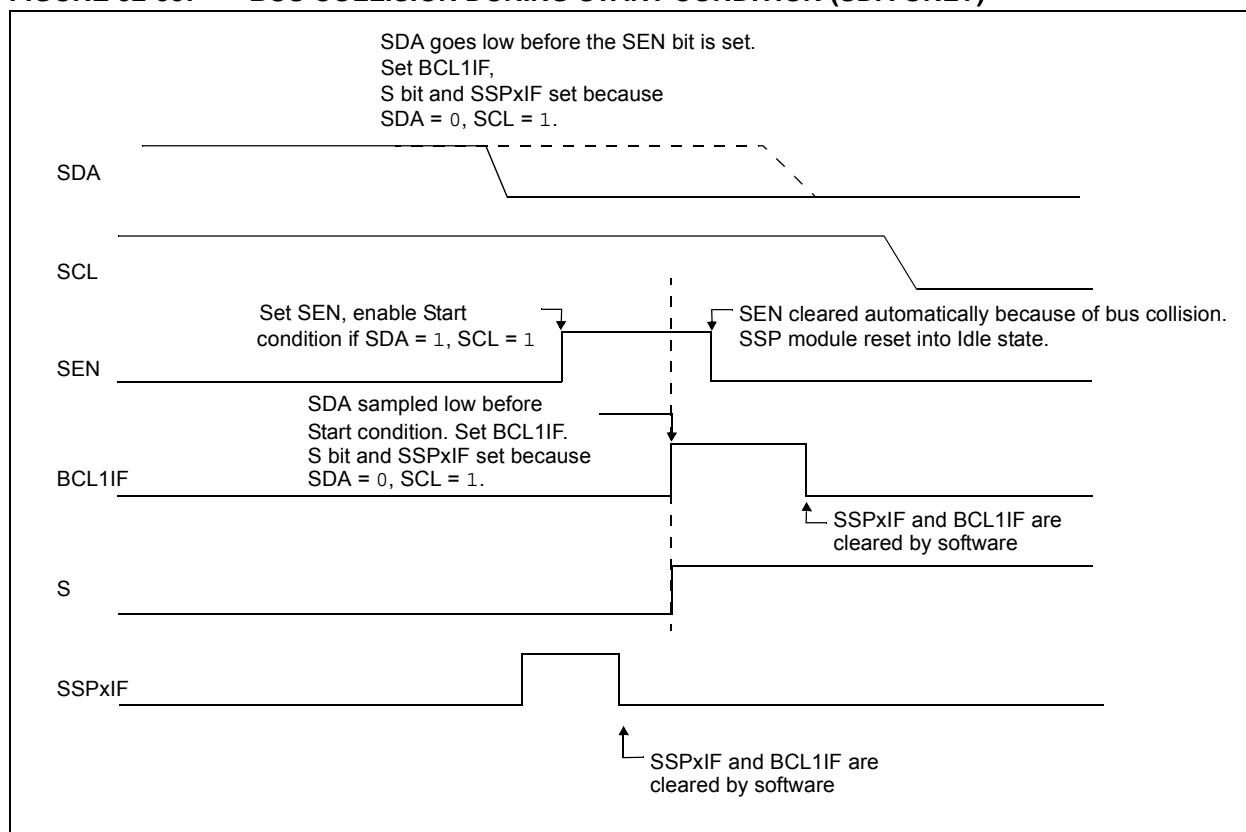 SDA goes low before the SEN bit is set.
Set BCL1IF,
S bit and SSPxIF set because
SDA = 0, SCL = 1.
SDA
SCL
Set SEN, enable Start
condition if SDA = 1, SCL = 1
SEN cleared automatically because of bus collision.
SSP module reset into Idle state.
SEN
SDA sampled low before
Start condition. Set BCL1IF.
S bit and SSPxIF set because
SDA = 0, SCL = 1.
BCL1IF
SSPxIF and BCL1IF are
cleared by software
S
SSPxIF
SSPxIF and BCL1IF are
cleared by software